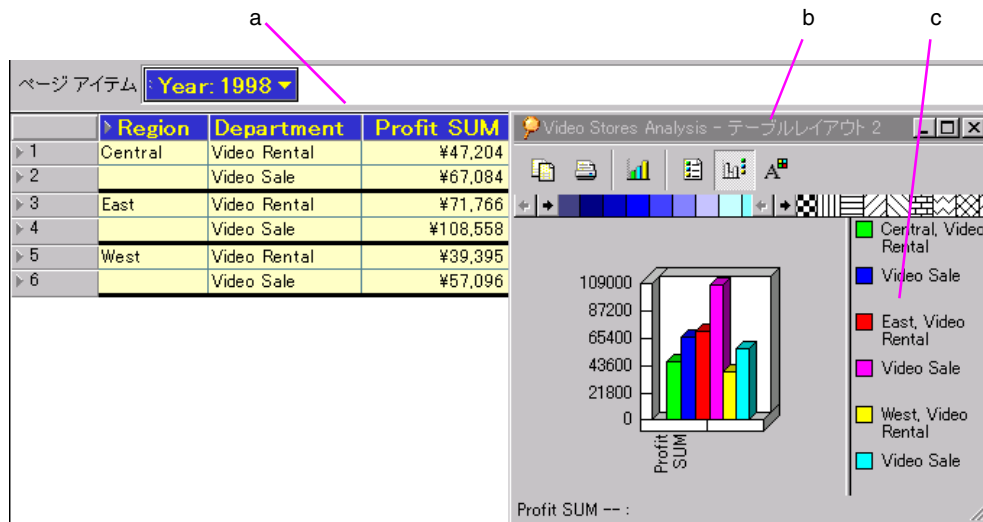 a
b
c
ページ アイテム
Year: 1998
Region Department Profit SUM
1 Central Video Rental ¥47,204
2 Video Sale ¥67,084
3 East Video Rental ¥71,766
4 Video Sale ¥108,558
5 West Video Rental ¥39,395
6 Video Sale ¥57,096
Video Stores Analysis - テーブルレイアウト 2
A
109000
87200
65400
43600
21800
0
Profit
SUM
Central, Video
Rental
Video Sale
East, Video
Rental
Video Sale
West, Video
Rental
Video Sale
Profit SUM -- :